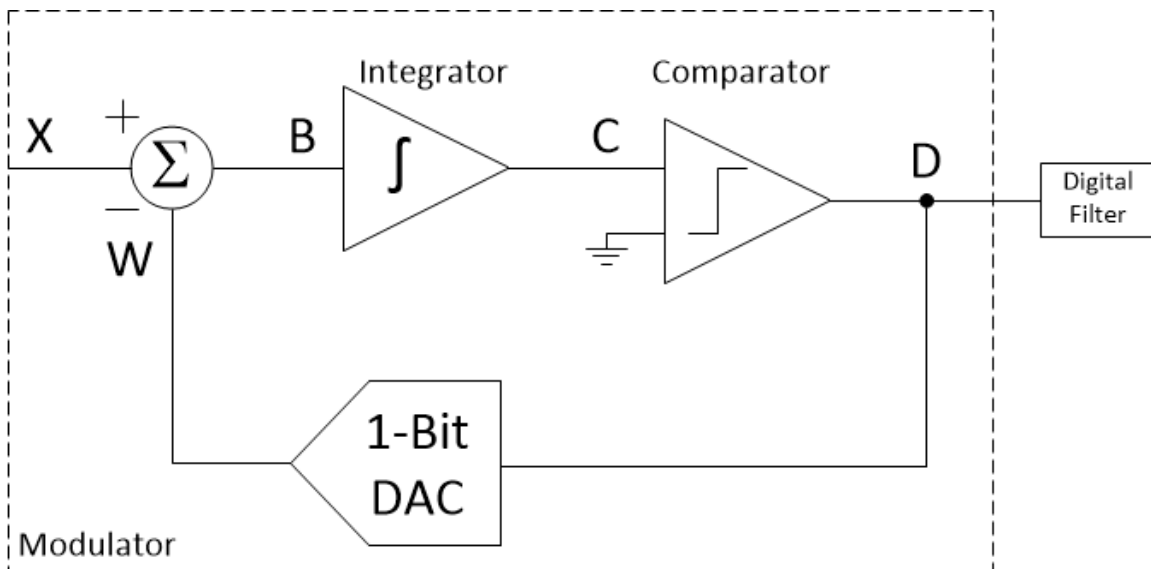 Integrator
Comparator
X
+
Σ
B
∫
C
D
Digital
Filter
−
W
1-Bit
DAC
Modulator